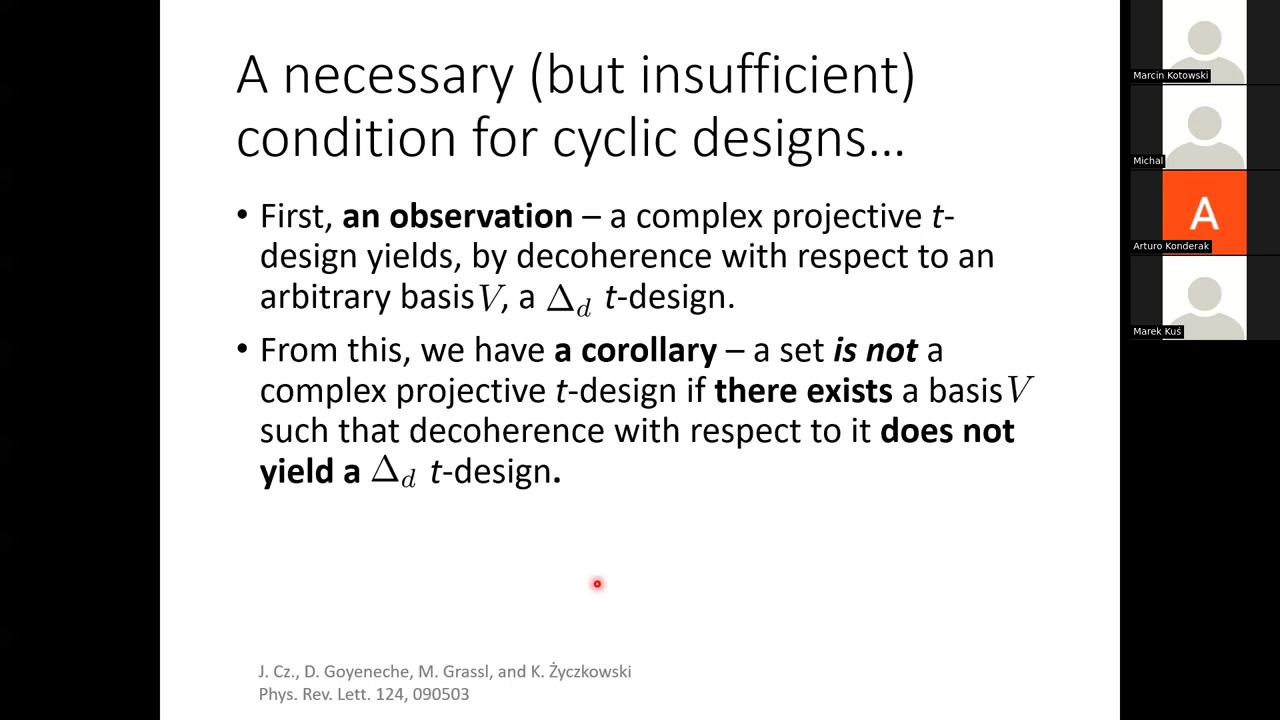 A necessary (but insufficient)
condition for cyclic designs…
• First, an observation – a complex projective t-
design yields, by decoherence with respect to an
arbitrary basis V, a Δ_d t-design.
• From this, we have a corollary – a set is not a
complex projective t-design if there exists a basis V
such that decoherence with respect to it does not
yield a Δ_d t-design.
J. Cz., D. Goyeneche, M. Grassl, and K. Życzkowski
Phys. Rev. Lett. 124, 090503
Marcin Kotowski
Michal
A
Arturo Konderak
Marek Kuś